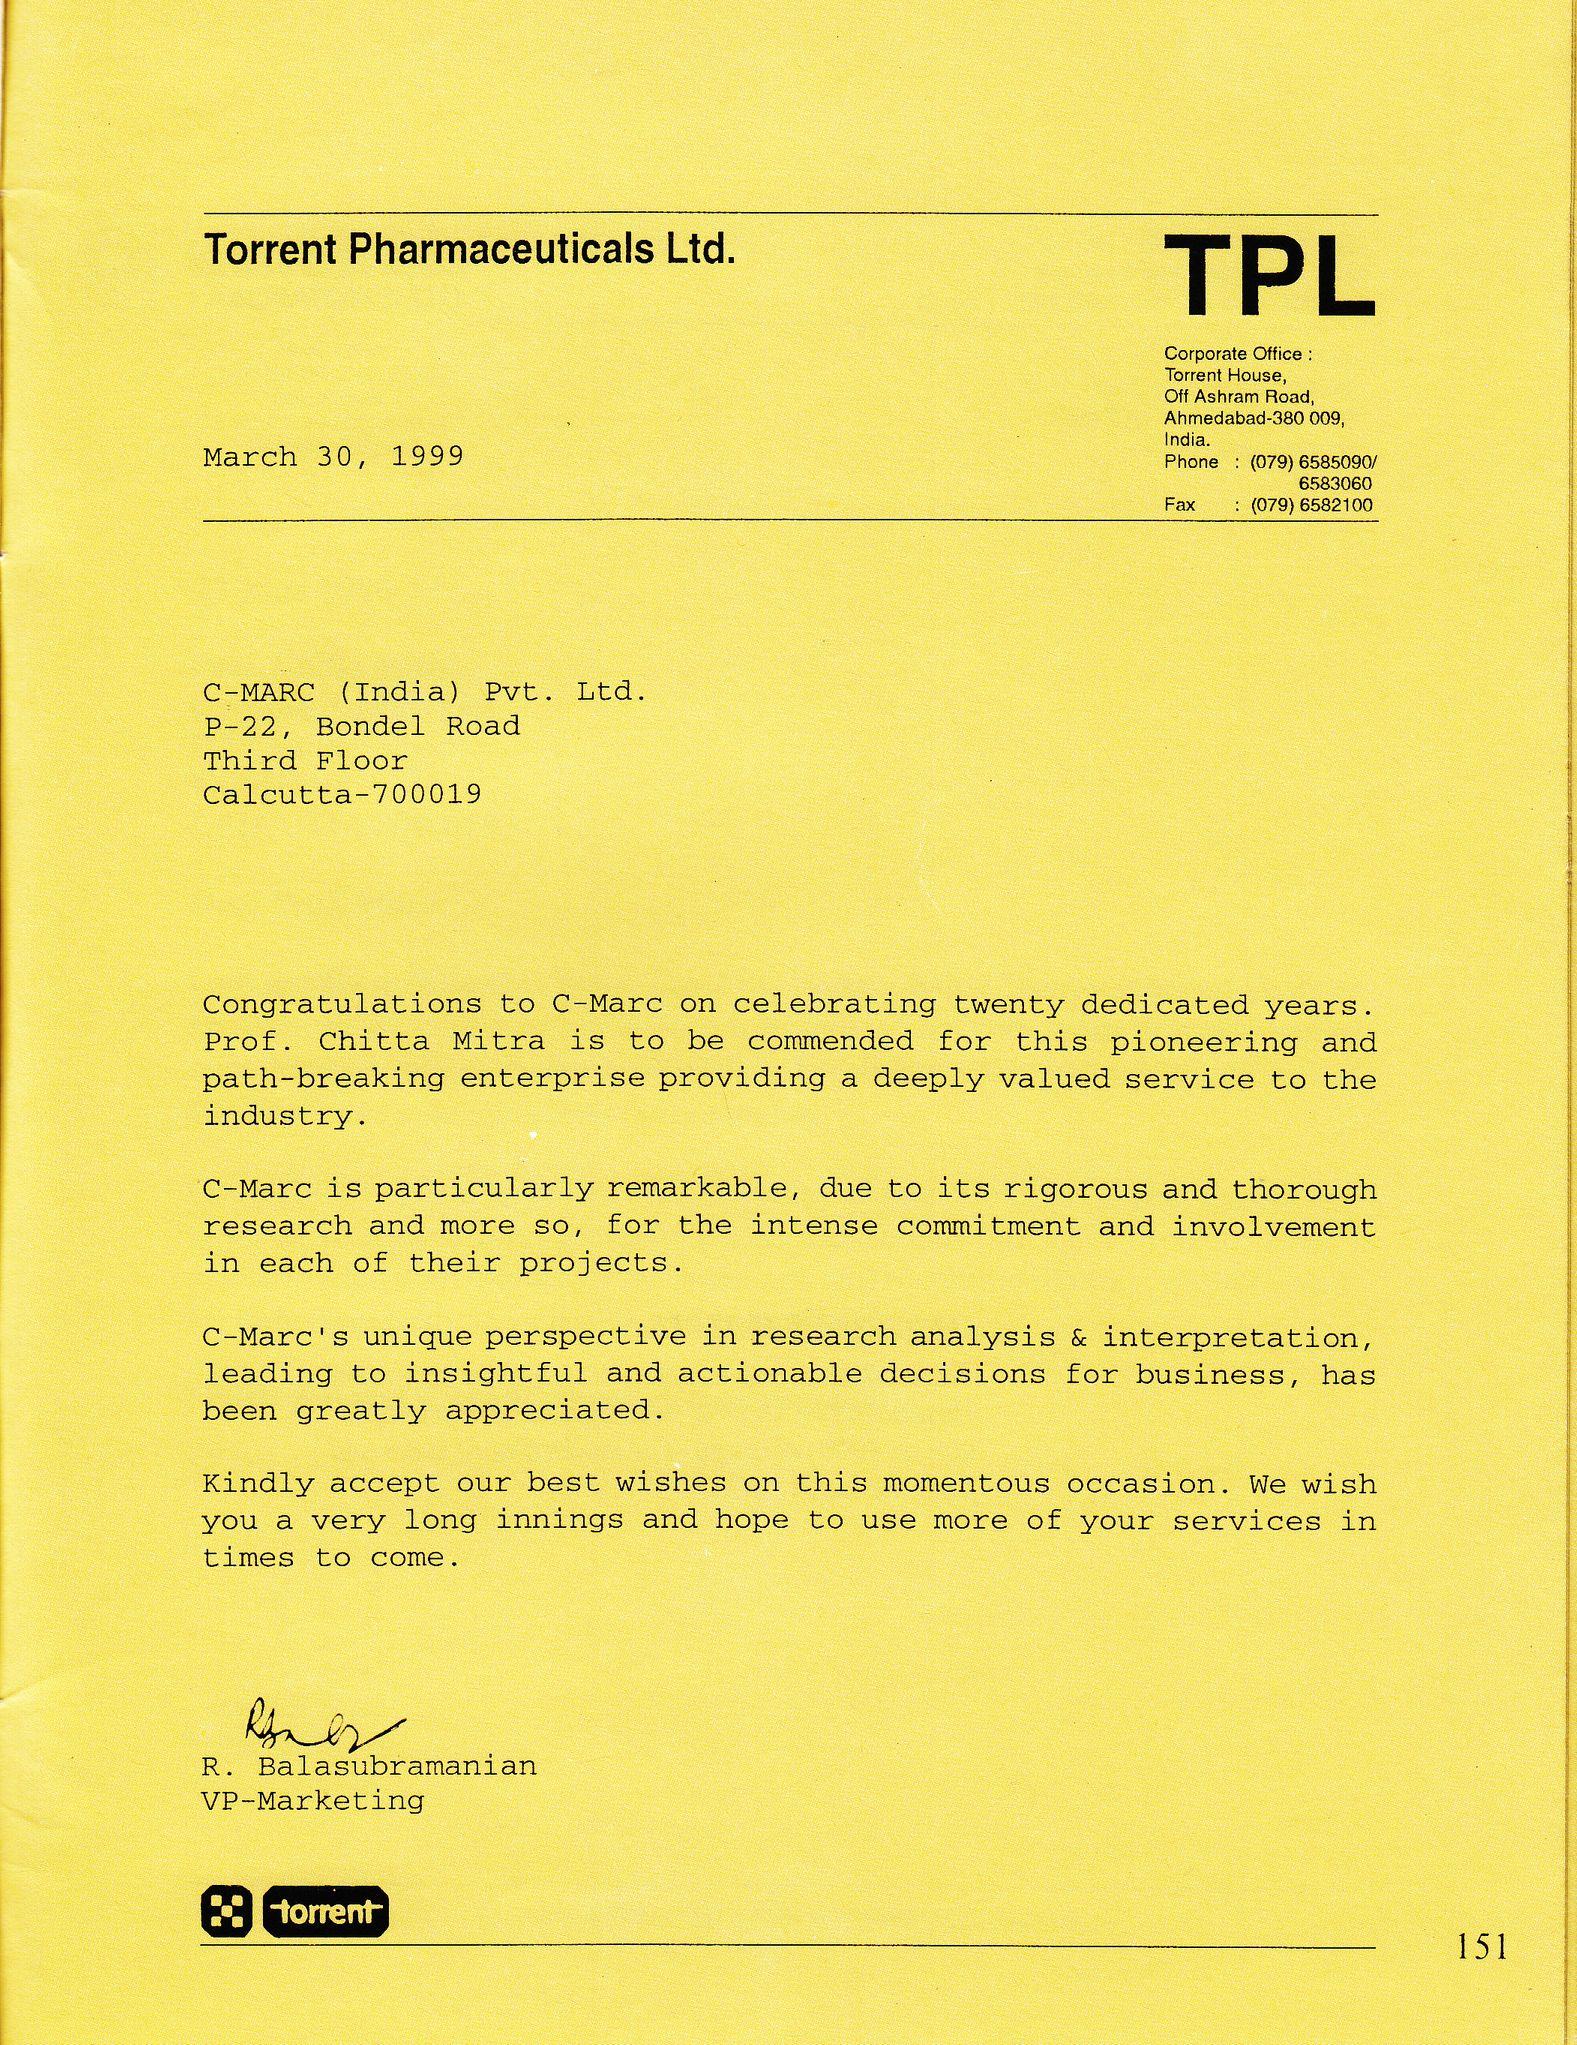 Torrent Pharmaceuticals Ltd.
TPL
Corporate Office :
Torrent House,
Off Ashram Road,
Ahmedabad-380 009,
India.
Phone : (079) 6585090/
6583060
Fax : (079) 6582100
March 30, 1999
C-MARC (India) Pvt. Ltd.
P-22, Bondel Road
Third Floor
Calcutta-700019
Congratulations to C-Marc on celebrating twenty dedicated years.
Prof. Chitta Mitra is to be commended for this pioneering and
path-breaking enterprise providing a deeply valued service to the
industry.
C-Marc is particularly remarkable, due to its rigorous and thorough
research and more so, for the intense commitment and involvement
in each of their projects.
C-Marc's unique perspective in research analysis & interpretation,
leading to insightful and actionable decisions for business, has
been greatly appreciated.
Kindly accept our best wishes on this momentous occasion. We wish
you a very long innings and hope to use more of your services in
times to come.
R. Balasubramanian
VP-Marketing
torrent
151